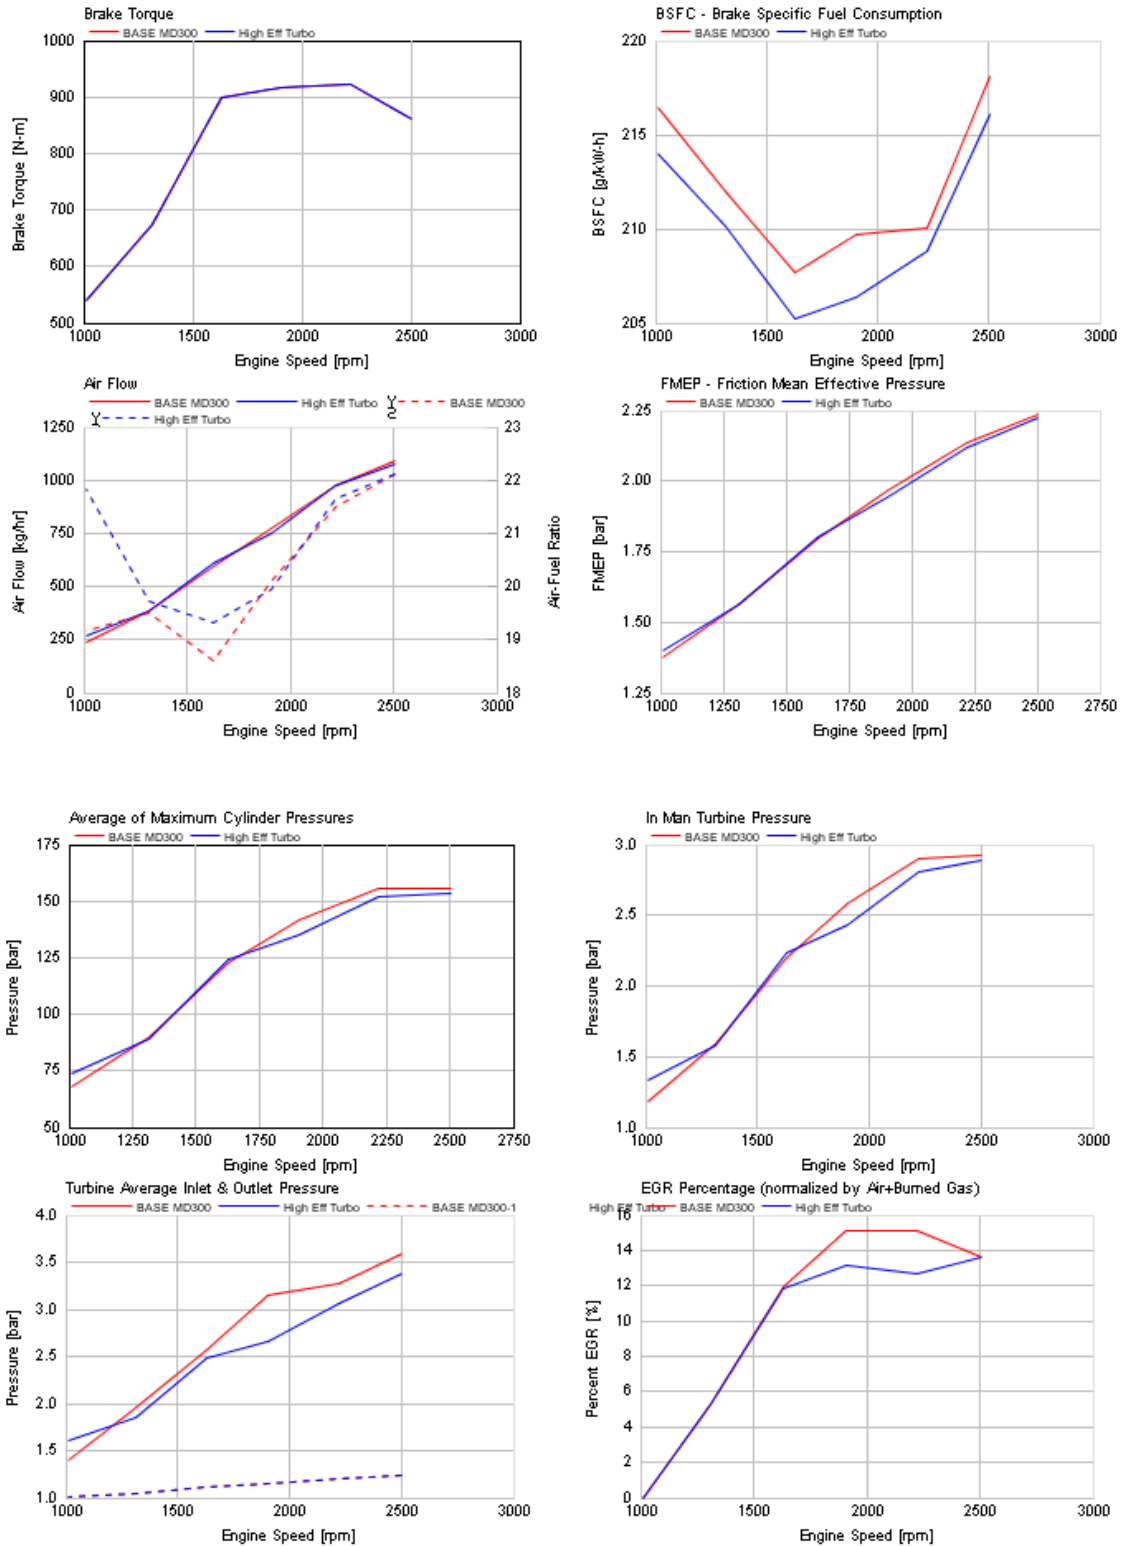 Brake Torque
BASE MD300 High Eff Turbo
1000
900
800
700
600
500
Brake Torque [N-m]
1000 1500 2000 2500 3000
Engine Speed [rpm]
BSFC - Brake Specific Fuel Consumption
BASE MD300 High Eff Turbo
220
215
210
205
BSFC [g/kW-h]
1000 1500 2000 2500 3000
Engine Speed [rpm]
Air Flow
BASE MD300 High Eff Turbo Y2 BASE MD300
Y High Eff Turbo
1250
1000
750
500
250
0
Air Flow [kg/hr]
23
22
21
20
19
18
Air-Fuel Ratio
1000 1500 2000 2500 3000
Engine Speed [rpm]
FMEP - Friction Mean Effective Pressure
BASE MD300 High Eff Turbo
2.25
2.00
1.75
1.50
1.25
FMEP [bar]
1000 1250 1500 1750 2000 2250 2500 2750
Engine Speed [rpm]
Average of Maximum Cylinder Pressures
BASE MD300 High Eff Turbo
175
150
125
100
75
50
Pressure [bar]
1000 1250 1500 1750 2000 2250 2500 2750
Engine Speed [rpm]
In Man Turbine Pressure
BASE MD300 High Eff Turbo
3.0
2.5
2.0
1.5
1.0
Pressure [bar]
1000 1500 2000 2500 3000
Engine Speed [rpm]
Turbine Average Inlet & Outlet Pressure
BASE MD300 High Eff Turbo BASE MD300-1
4.0
3.5
3.0
2.5
2.0
1.5
1.0
Pressure [bar]
1000 1500 2000 2500 3000
Engine Speed [rpm]
EGR Percentage (normalized by Air+Burned Gas)
High Eff Turbo BASE MD300 High Eff Turbo
16
14
12
10
8
6
4
2
0
Percent EGR [%]
1000 1500 2000 2500 3000
Engine Speed [rpm]